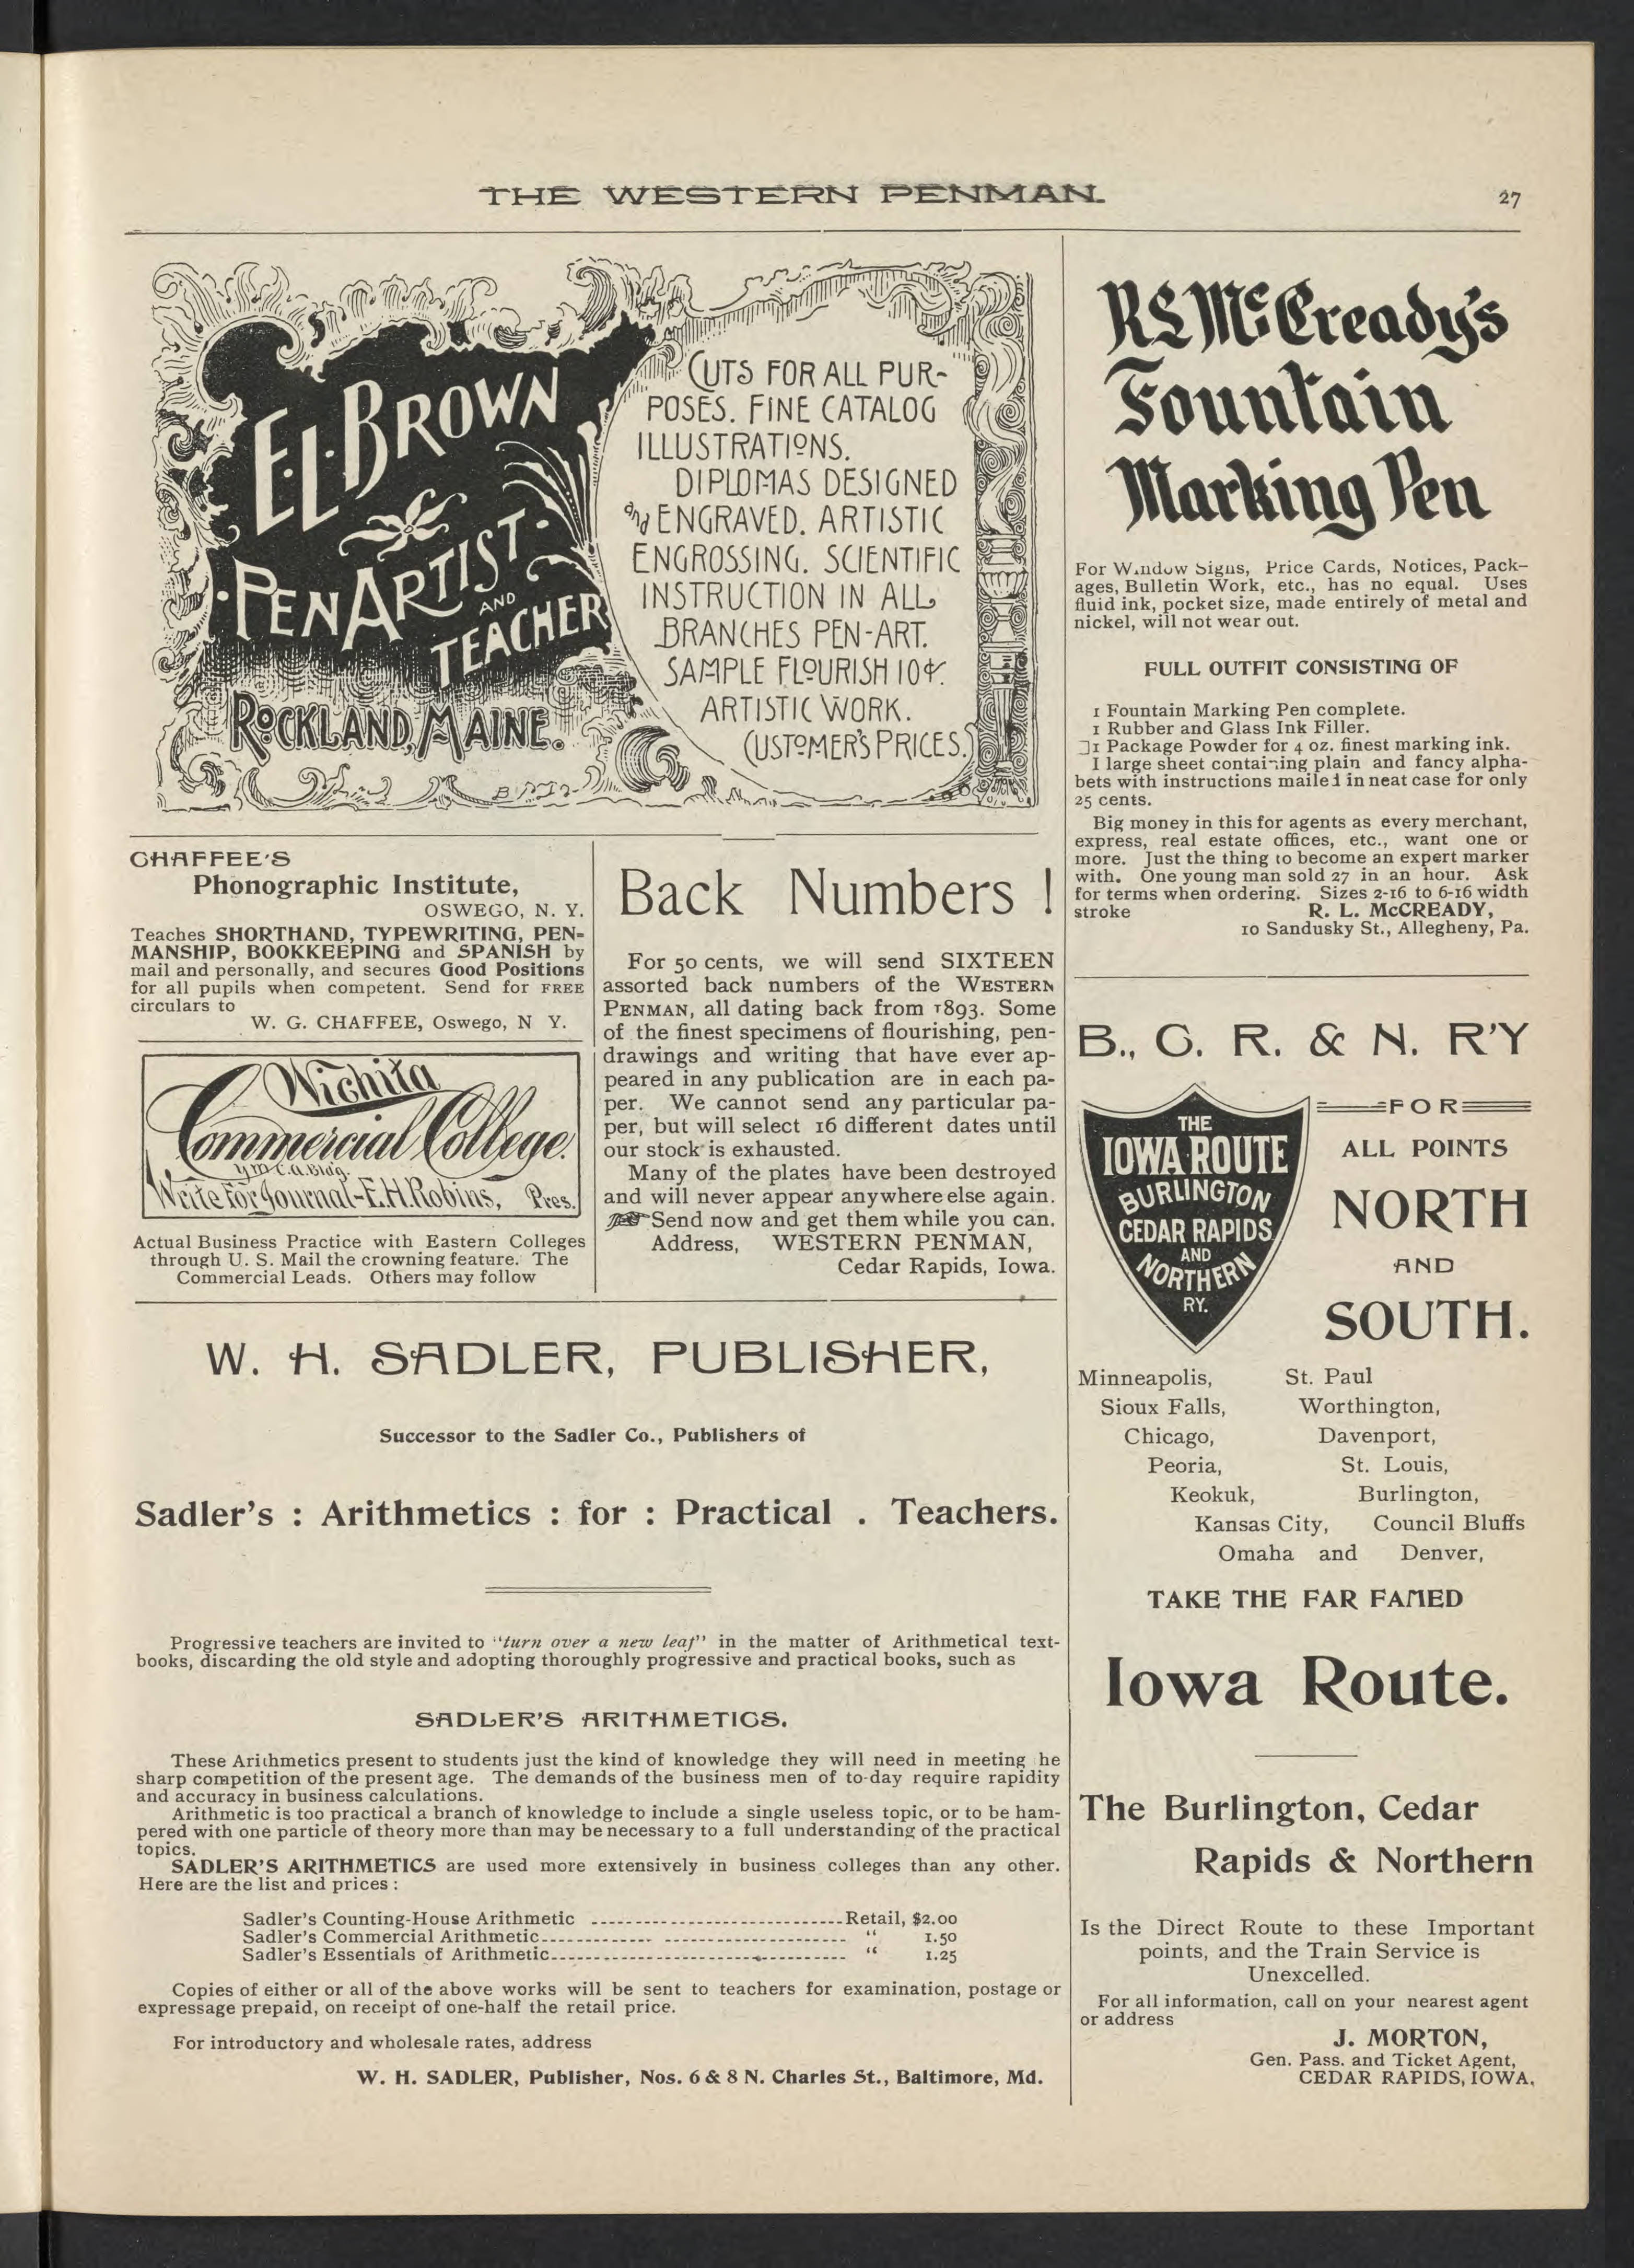 THE WESTERN PENMAN.
27
E.L. BROWN
PEN ARTIST
AND
TEACHER
ROCKLAND, MAINE.
CUTS FOR ALL PUR-
POSES. FINE CATALOG
ILLUSTRATIONS.
DIPLOMAS DESIGNED
and ENGRAVED. ARTISTIC
ENGROSSING. SCIENTIFIC
INSTRUCTION IN ALL
BRANCHES PEN-ART.
SAMPLE FLOURISH 10¢.
ARTISTIC WORK.
CUSTOMER'S PRICES.
CHAFFEE'S
Phonographic Institute,
OSWEGO, N. Y.
Teaches SHORTHAND, TYPEWRITING, PEN-
MANSHIP, BOOKKEEPING and SPANISH by
mail and personally, and secures Good Positions
for all pupils when competent. Send for FREE
circulars to
W. G. CHAFFEE, Oswego, N Y.
Wichita
Commercial College.
Y.M.C.A. Bldg.
Write For Journal-E.H. Robins, Pres.
Actual Business Practice with Eastern Colleges
through U. S. Mail the crowning feature. The
Commercial Leads. Others may follow
Back Numbers !
For 50 cents, we will send SIXTEEN
assorted back numbers of the WESTERN
PENMAN, all dating back from 1893. Some
of the finest specimens of flourishing, pen-
drawings and writing that have ever ap-
peared in any publication are in each pa-
per. We cannot send any particular pa-
per, but will select 16 different dates until
our stock is exhausted.
Many of the plates have been destroyed
and will never appear anywhere else again.
Send now and get them while you can.
Address, WESTERN PENMAN,
Cedar Rapids, Iowa.
W. H. SADLER, PUBLISHER,
Successor to the Sadler Co., Publishers of
Sadler's : Arithmetics : for : Practical . Teachers.
Progressive teachers are invited to "turn over a new leaf" in the matter of Arithmetical text-
books, discarding the old style and adopting thoroughly progressive and practical books, such as
SADLER'S ARITHMETICS.
These Arithmetics present to students just the kind of knowledge they will need in meeting he
sharp competition of the present age. The demands of the business men of to-day require rapidity
and accuracy in business calculations.
Arithmetic is too practical a branch of knowledge to include a single useless topic, or to be ham-
pered with one particle of theory more than may be necessary to a full understanding of the practical
topics.
SADLER'S ARITHMETICS are used more extensively in business colleges than any other.
Here are the list and prices :
Sadler's Counting-House Arithmetic ---------- Retail, $2.00
Sadler's Commercial Arithmetic ---------- " 1.50
Sadler's Essentials of Arithmetic ---------- " 1.25
Copies of either or all of the above works will be sent to teachers for examination, postage or
expressage prepaid, on receipt of one-half the retail price.
For introductory and wholesale rates, address
W. H. SADLER, Publisher, Nos. 6 & 8 N. Charles St., Baltimore, Md.
R L McCready's
Fountain
Marking Pen
For Window Signs, Price Cards, Notices, Pack-
ages, Bulletin Work, etc., has no equal. Uses
fluid ink, pocket size, made entirely of metal and
nickel, will not wear out.
FULL OUTFIT CONSISTING OF
1 Fountain Marking Pen complete.
1 Rubber and Glass Ink Filler.
1 Package Powder for 4 oz. finest marking ink.
1 large sheet containing plain and fancy alpha-
bets with instructions mailed in neat case for only
25 cents.
Big money in this for agents as every merchant,
express, real estate offices, etc., want one or
more. Just the thing to become an expert marker
with. One young man sold 27 in an hour. Ask
for terms when ordering. Sizes 2-16 to 6-16 width
stroke R. L. McCREADY,
10 Sandusky St., Allegheny, Pa.
B., C. R. & N. R'Y
THE
IOWA ROUTE
BURLINGTON
CEDAR RAPIDS
AND
NORTHERN
RY.
FOR
ALL POINTS
NORTH
AND
SOUTH.
Minneapolis, St. Paul
Sioux Falls, Worthington,
Chicago, Davenport,
Peoria, St. Louis,
Keokuk, Burlington,
Kansas City, Council Bluffs
Omaha and Denver,
TAKE THE FAR FAMED
Iowa Route.
The Burlington, Cedar
Rapids & Northern
Is the Direct Route to these Important
points, and the Train Service is
Unexcelled.
For all information, call on your nearest agent
or address
J. MORTON,
Gen. Pass. and Ticket Agent,
CEDAR RAPIDS, IOWA.